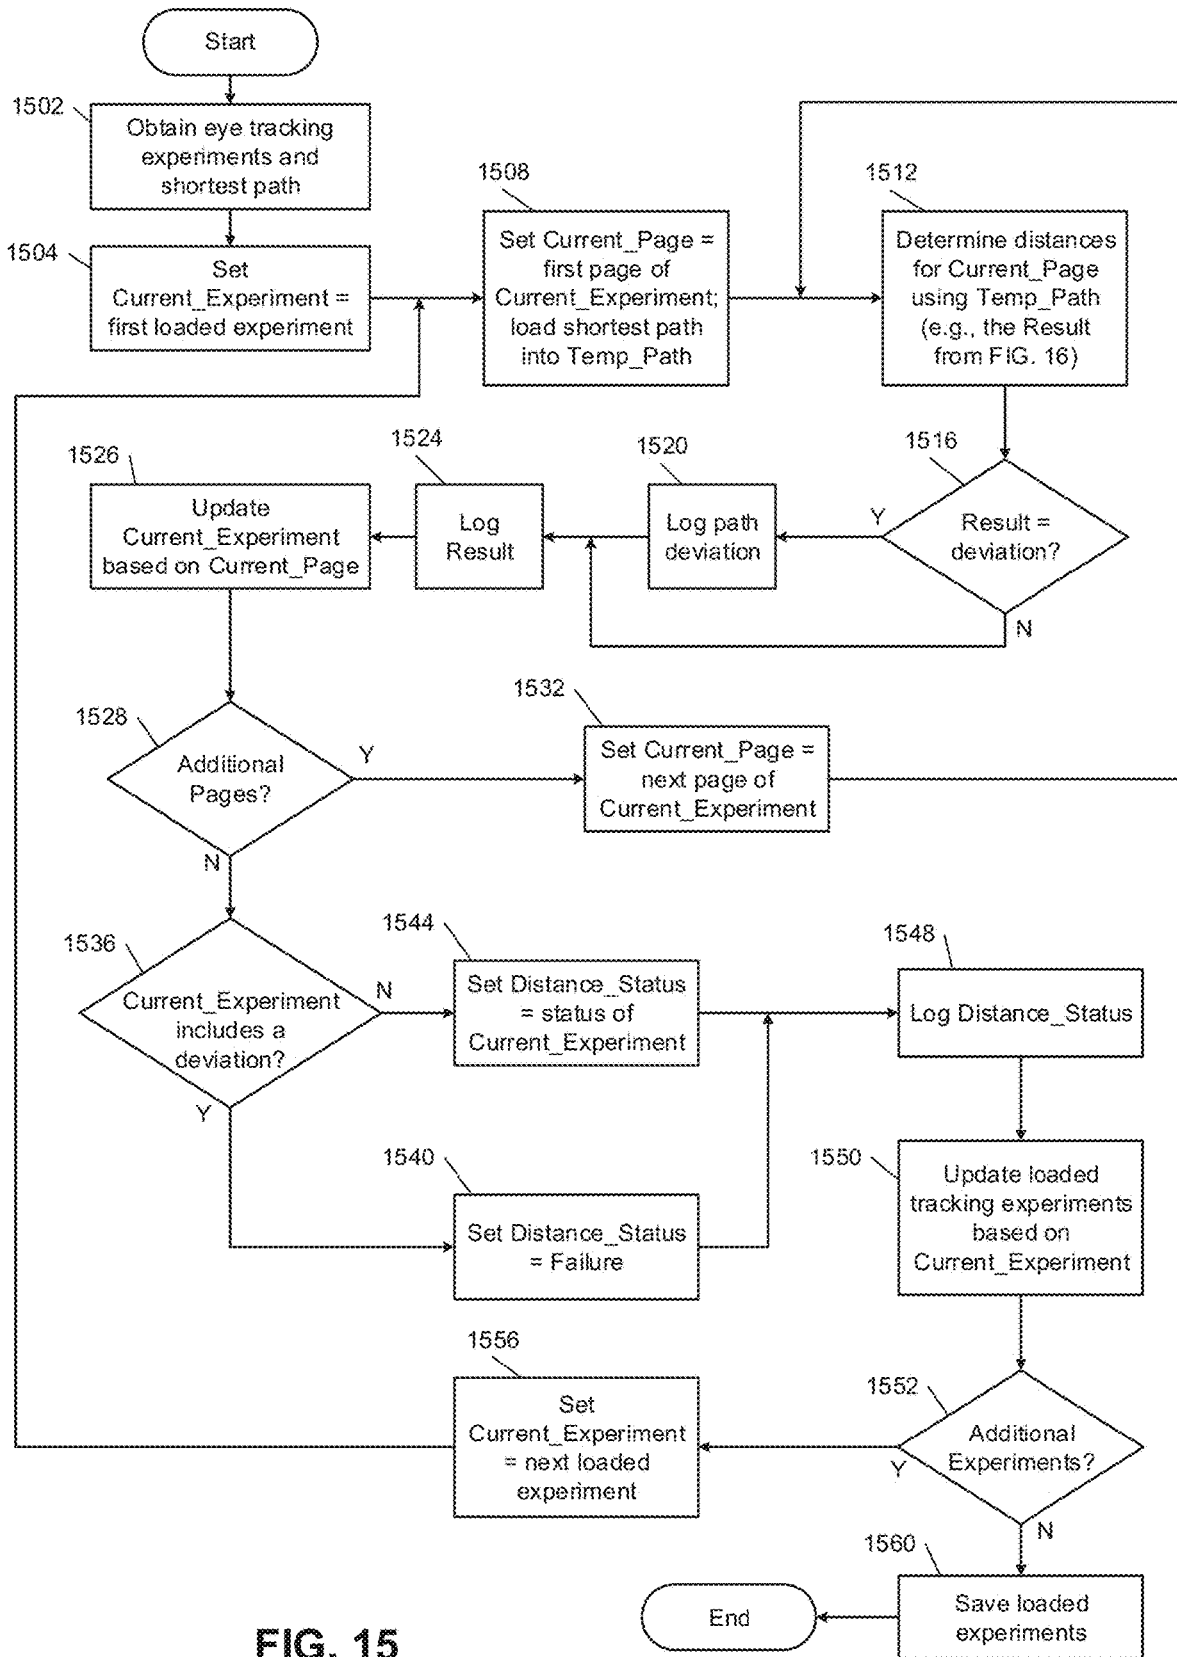 Start
1502
Obtain eye tracking
experiments and
shortest path
1504
Set
Current_Experiment =
first loaded experiment
1508
Set Current_Page =
first page of
Current_Experiment;
load shortest path
into Temp_Path
1512
Determine distances
for Current_Page
using Temp_Path
(e.g., the Result
from FIG. 16)
1516
Result =
deviation?
Y
N
1520
Log path
deviation
1524
Log
Result
1526
Update
Current_Experiment
based on Current_Page
1528
Additional
Pages?
Y
N
1532
Set Current_Page =
next page of
Current_Experiment
1536
Current_Experiment
includes a
deviation?
N
Y
1544
Set Distance_Status
= status of
Current_Experiment
1540
Set Distance_Status
= Failure
1548
Log Distance_Status
1550
Update loaded
tracking experiments
based on
Current_Experiment
1552
Additional
Experiments?
Y
N
1556
Set
Current_Experiment
= next loaded
experiment
1560
Save loaded
experiments
End
FIG. 15